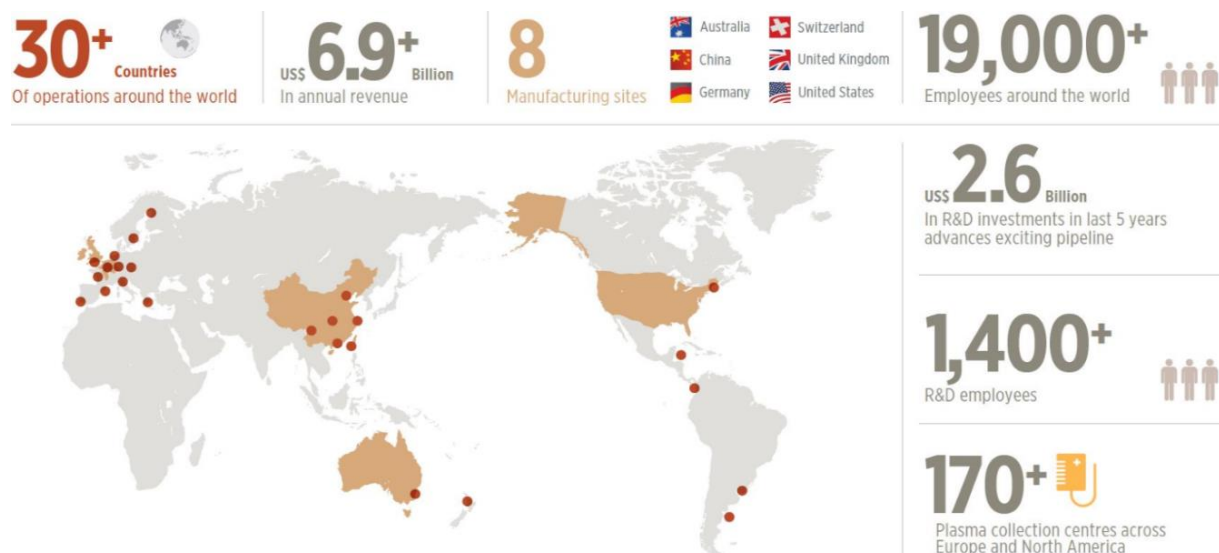 30+
Countries
Of operations around the world
US$ 6.9+ Billion
In annual revenue
8
Manufacturing sites
Australia
China
Germany
Switzerland
United Kingdom
United States
19,000+
Employees around the world
US$ 2.6 Billion
In R&D investments in last 5 years
advances exciting pipeline
1,400+
R&D employees
170+
Plasma collection centres across
Europe and North America